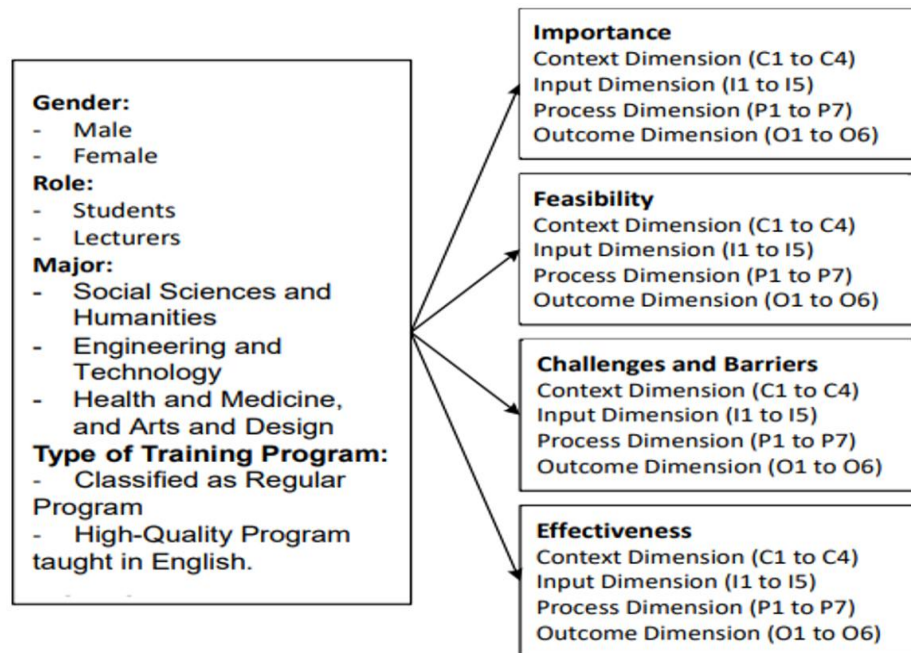 Gender:
- Male
- Female
Role:
- Students
- Lecturers
Major:
- Social Sciences and
Humanities
- Engineering and
Technology
- Health and Medicine,
and Arts and Design
Type of Training Program:
- Classified as Regular
Program
- High-Quality Program
taught in English.
Importance
Context Dimension (C1 to C4)
Input Dimension (I1 to I5)
Process Dimension (P1 to P7)
Outcome Dimension (O1 to O6)
Feasibility
Context Dimension (C1 to C4)
Input Dimension (I1 to I5)
Process Dimension (P1 to P7)
Outcome Dimension (O1 to O6)
Challenges and Barriers
Context Dimension (C1 to C4)
Input Dimension (I1 to I5)
Process Dimension (P1 to P7)
Outcome Dimension (O1 to O6)
Effectiveness
Context Dimension (C1 to C4)
Input Dimension (I1 to I5)
Process Dimension (P1 to P7)
Outcome Dimension (O1 to O6)